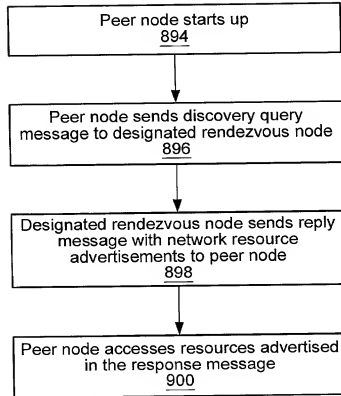 Peer node starts up
894
Peer node sends discovery query
message to designated rendezvous node
896
Designated rendezvous node sends reply
message with network resource
advertisements to peer node
898
Peer node accesses resources advertised
in the response message
900